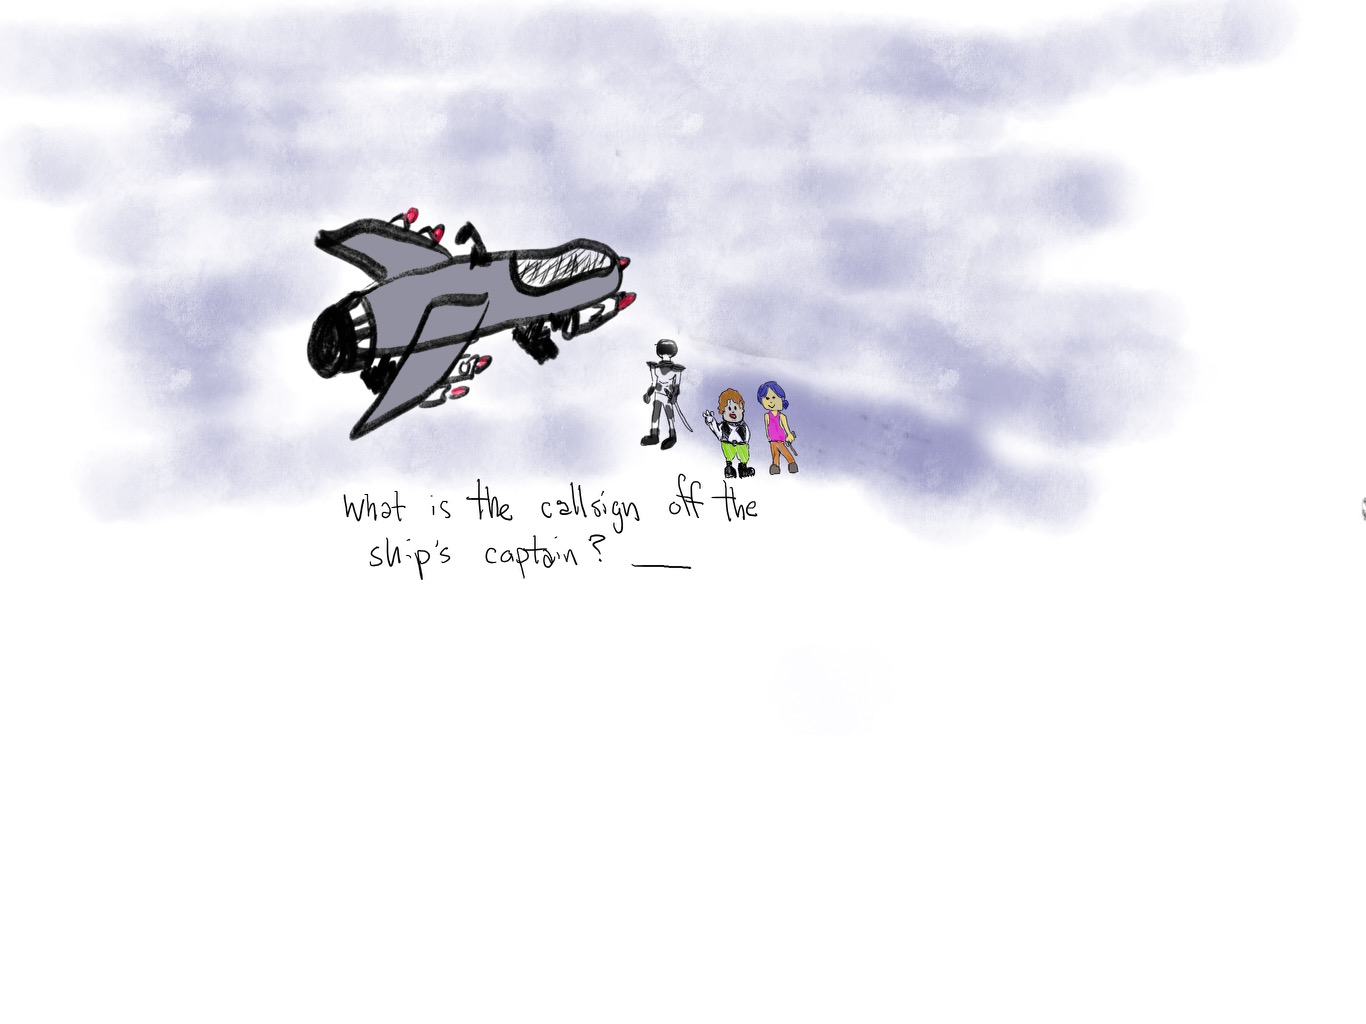 What is the callsign off the
ship's captain? ___